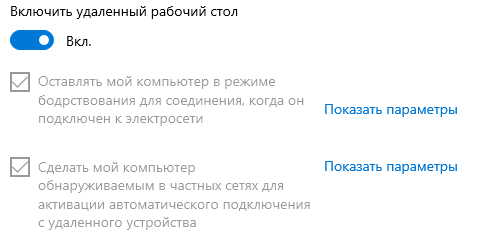 Включить удаленный рабочий стол
Вкл.
Оставлять мой компьютер в режиме
бодрствования для соединения, когда он
подключен к электросети
Показать параметры
Сделать мой компьютер
обнаруживаемым в частных сетях для
активации автоматического подключения
с удаленного устройства
Показать параметры